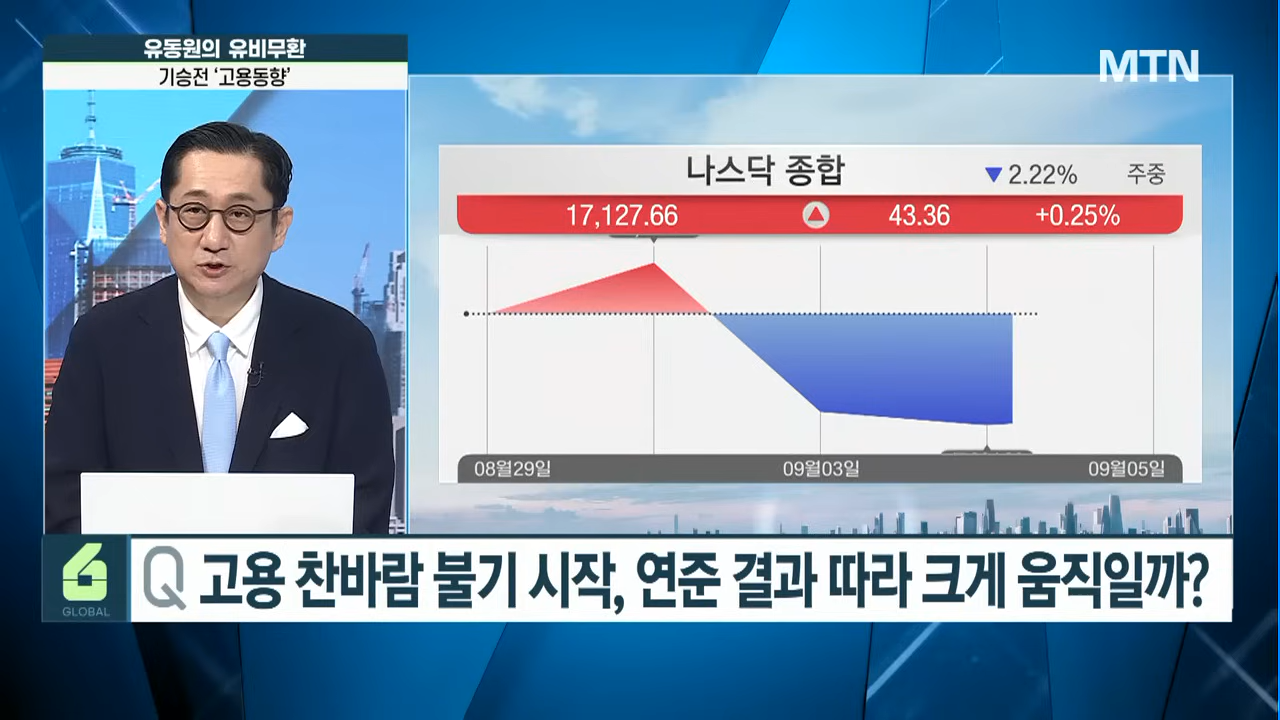 유동원의 유비무환
기승전 '고용동향'
MTN
나스닥 종합 ▼2.22% 주중
17,127.66 ▲ 43.36 +0.25%
08월29일 09월03일 09월05일
6 GLOBAL
Q 고용 찬바람 불기 시작, 연준 결과 따라 크게 움직일까?